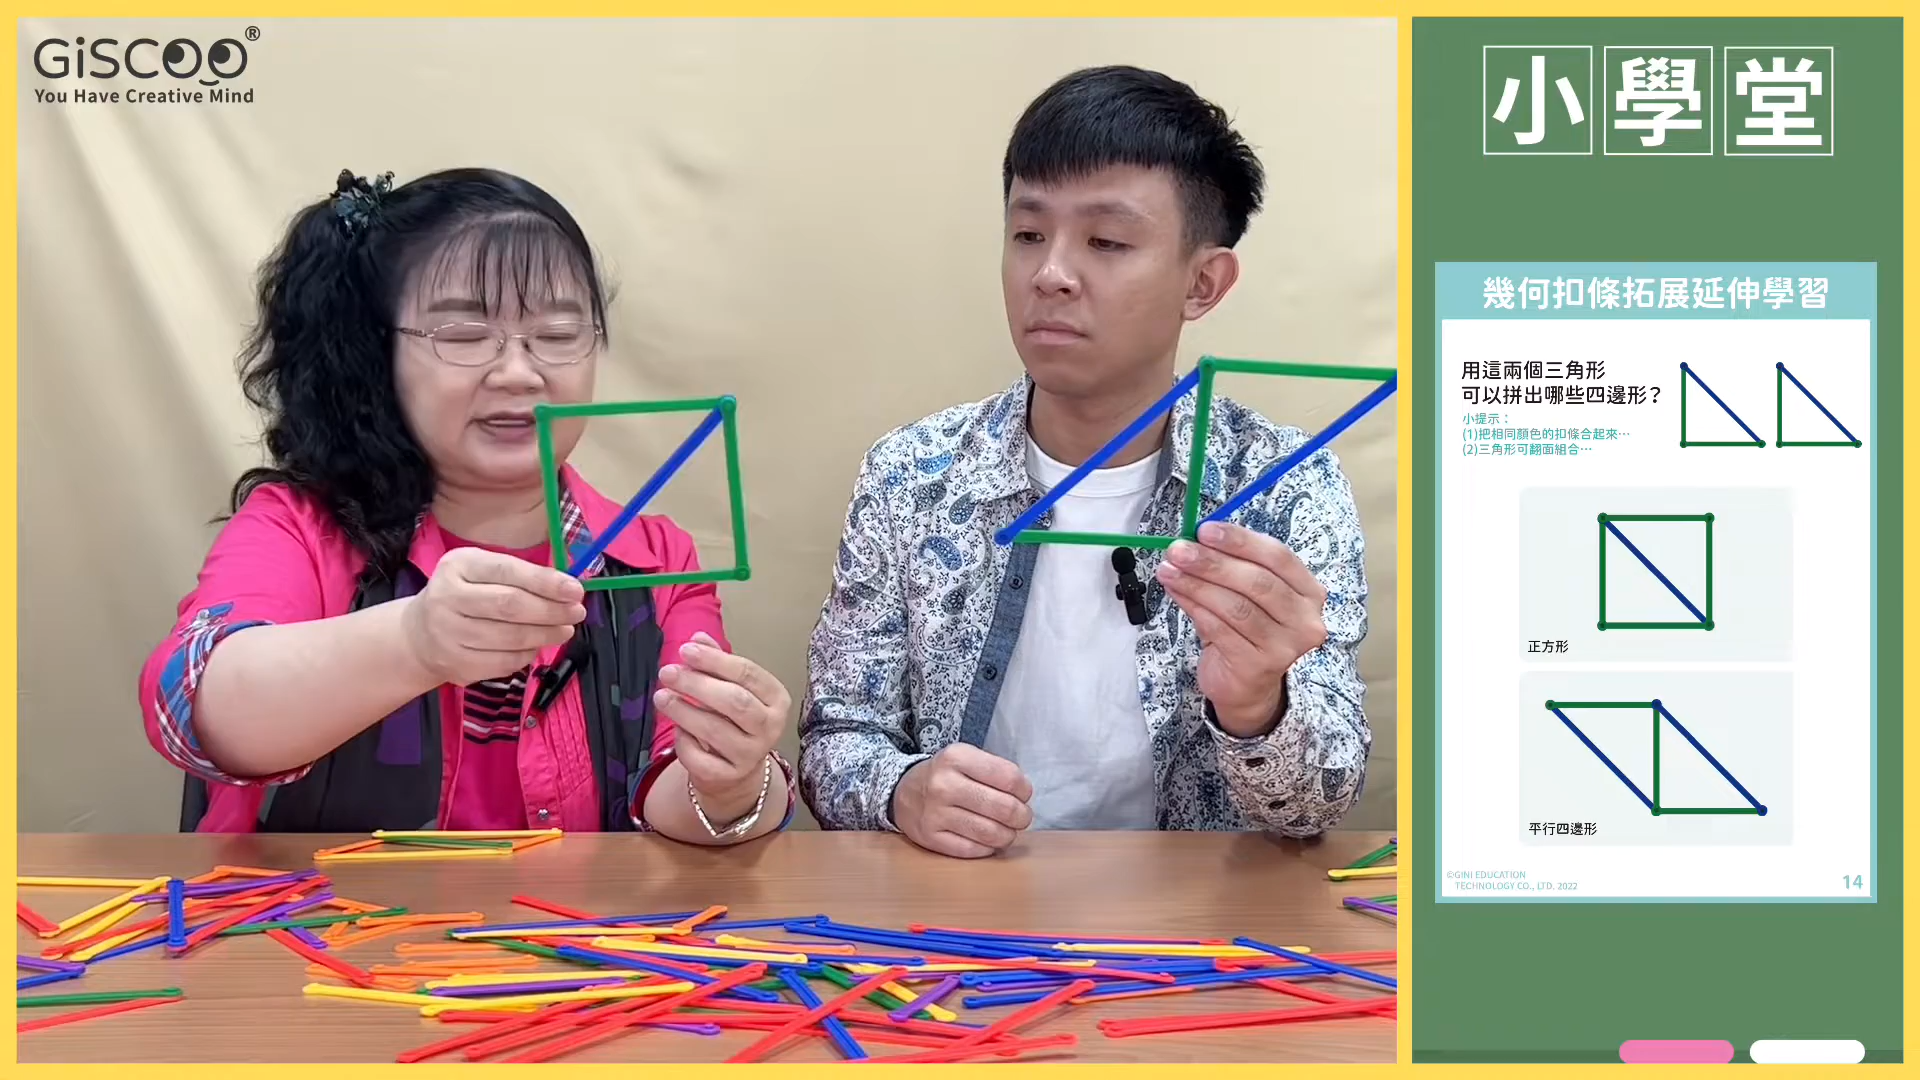 GiSCOO®
You Have Creative Mind
小學堂
幾何扣條拓展延伸學習
用這兩個三角形
可以拼出哪些四邊形？
小提示：
(1)把相同顏色的扣條合起來…
(2)三角形可翻面組合…
正方形
平行四邊形
©GINI EDUCATION
TECHNOLOGY CO., LTD. 2022
14